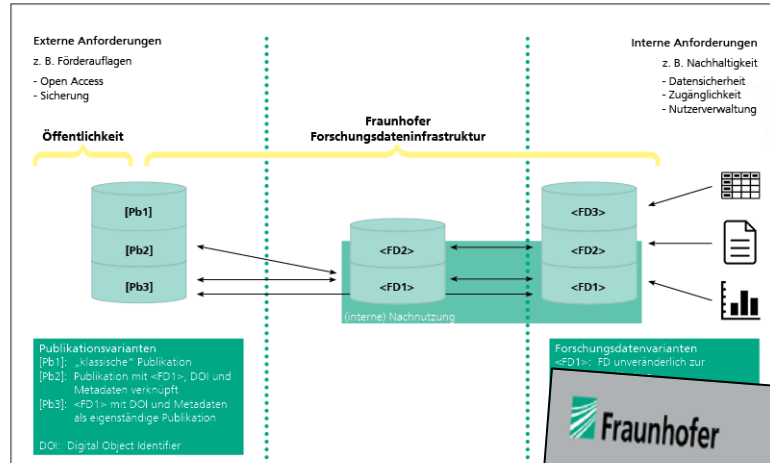 Externe Anforderungen
z. B. Förderauflagen
- Open Access
- Sicherung
Interne Anforderungen
z. B. Nachhaltigkeit
- Datensicherheit
- Zugänglichkeit
- Nutzerverwaltung
Öffentlichkeit
Fraunhofer
Forschungsdateninfrastruktur
[Pb1]
[Pb2]
[Pb3]
<FD2>
<FD1>
<FD3>
<FD2>
<FD1>
(interne) Nachnutzung
Publikationsvarianten
[Pb1]: „klassische“ Publikation
[Pb2]: Publikation mit <FD1>, DOI und
Metadaten verknüpft
[Pb3]: <FD1> mit DOI und Metadaten
als eigenständige Publikation
DOI: Digital Object Identifier
Forschungsdatenvarianten
<FD1>: FD unveränderlich zur
Fraunhofer